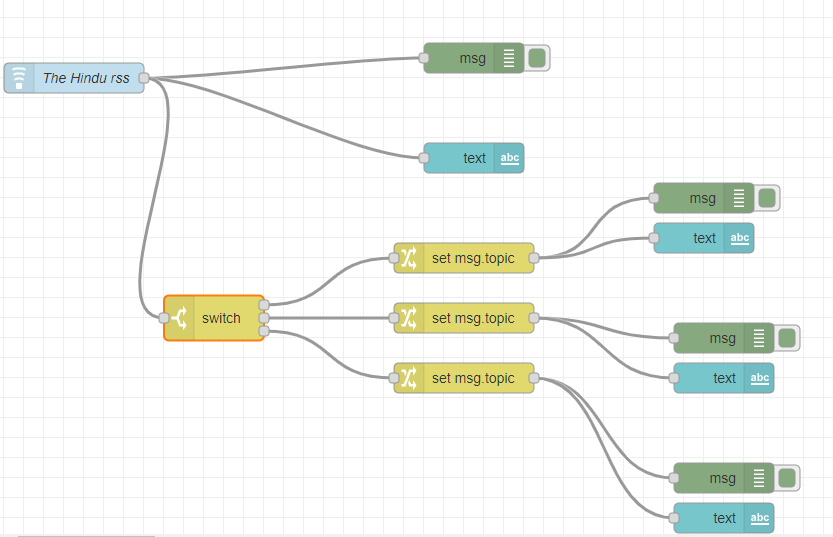 msg
The Hindu rss
text
abc
msg
text
abc
set msg.topic
switch
set msg.topic
msg
set msg.topic
text
abc
msg
text
abc